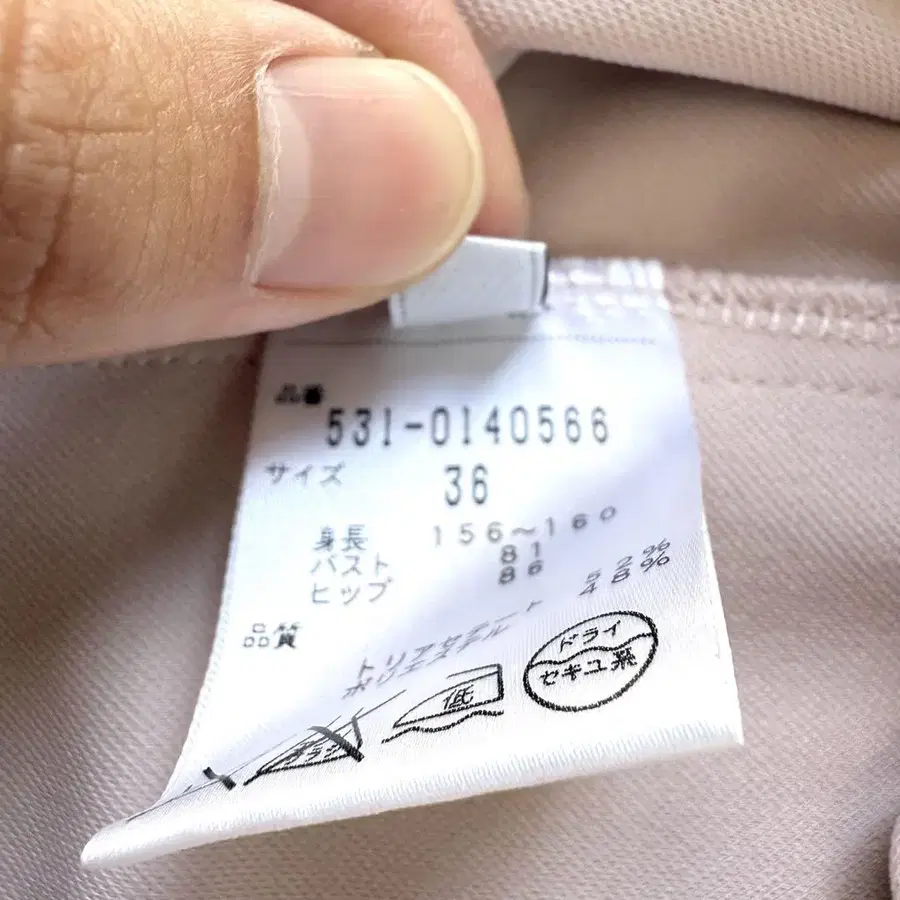 品番
531-0140566
サイズ 36
身長 156~160
バスト 81
ヒップ 86
品質
トリアセテート 52%
ポリエステル 48%
低
ドライ
セキユ系